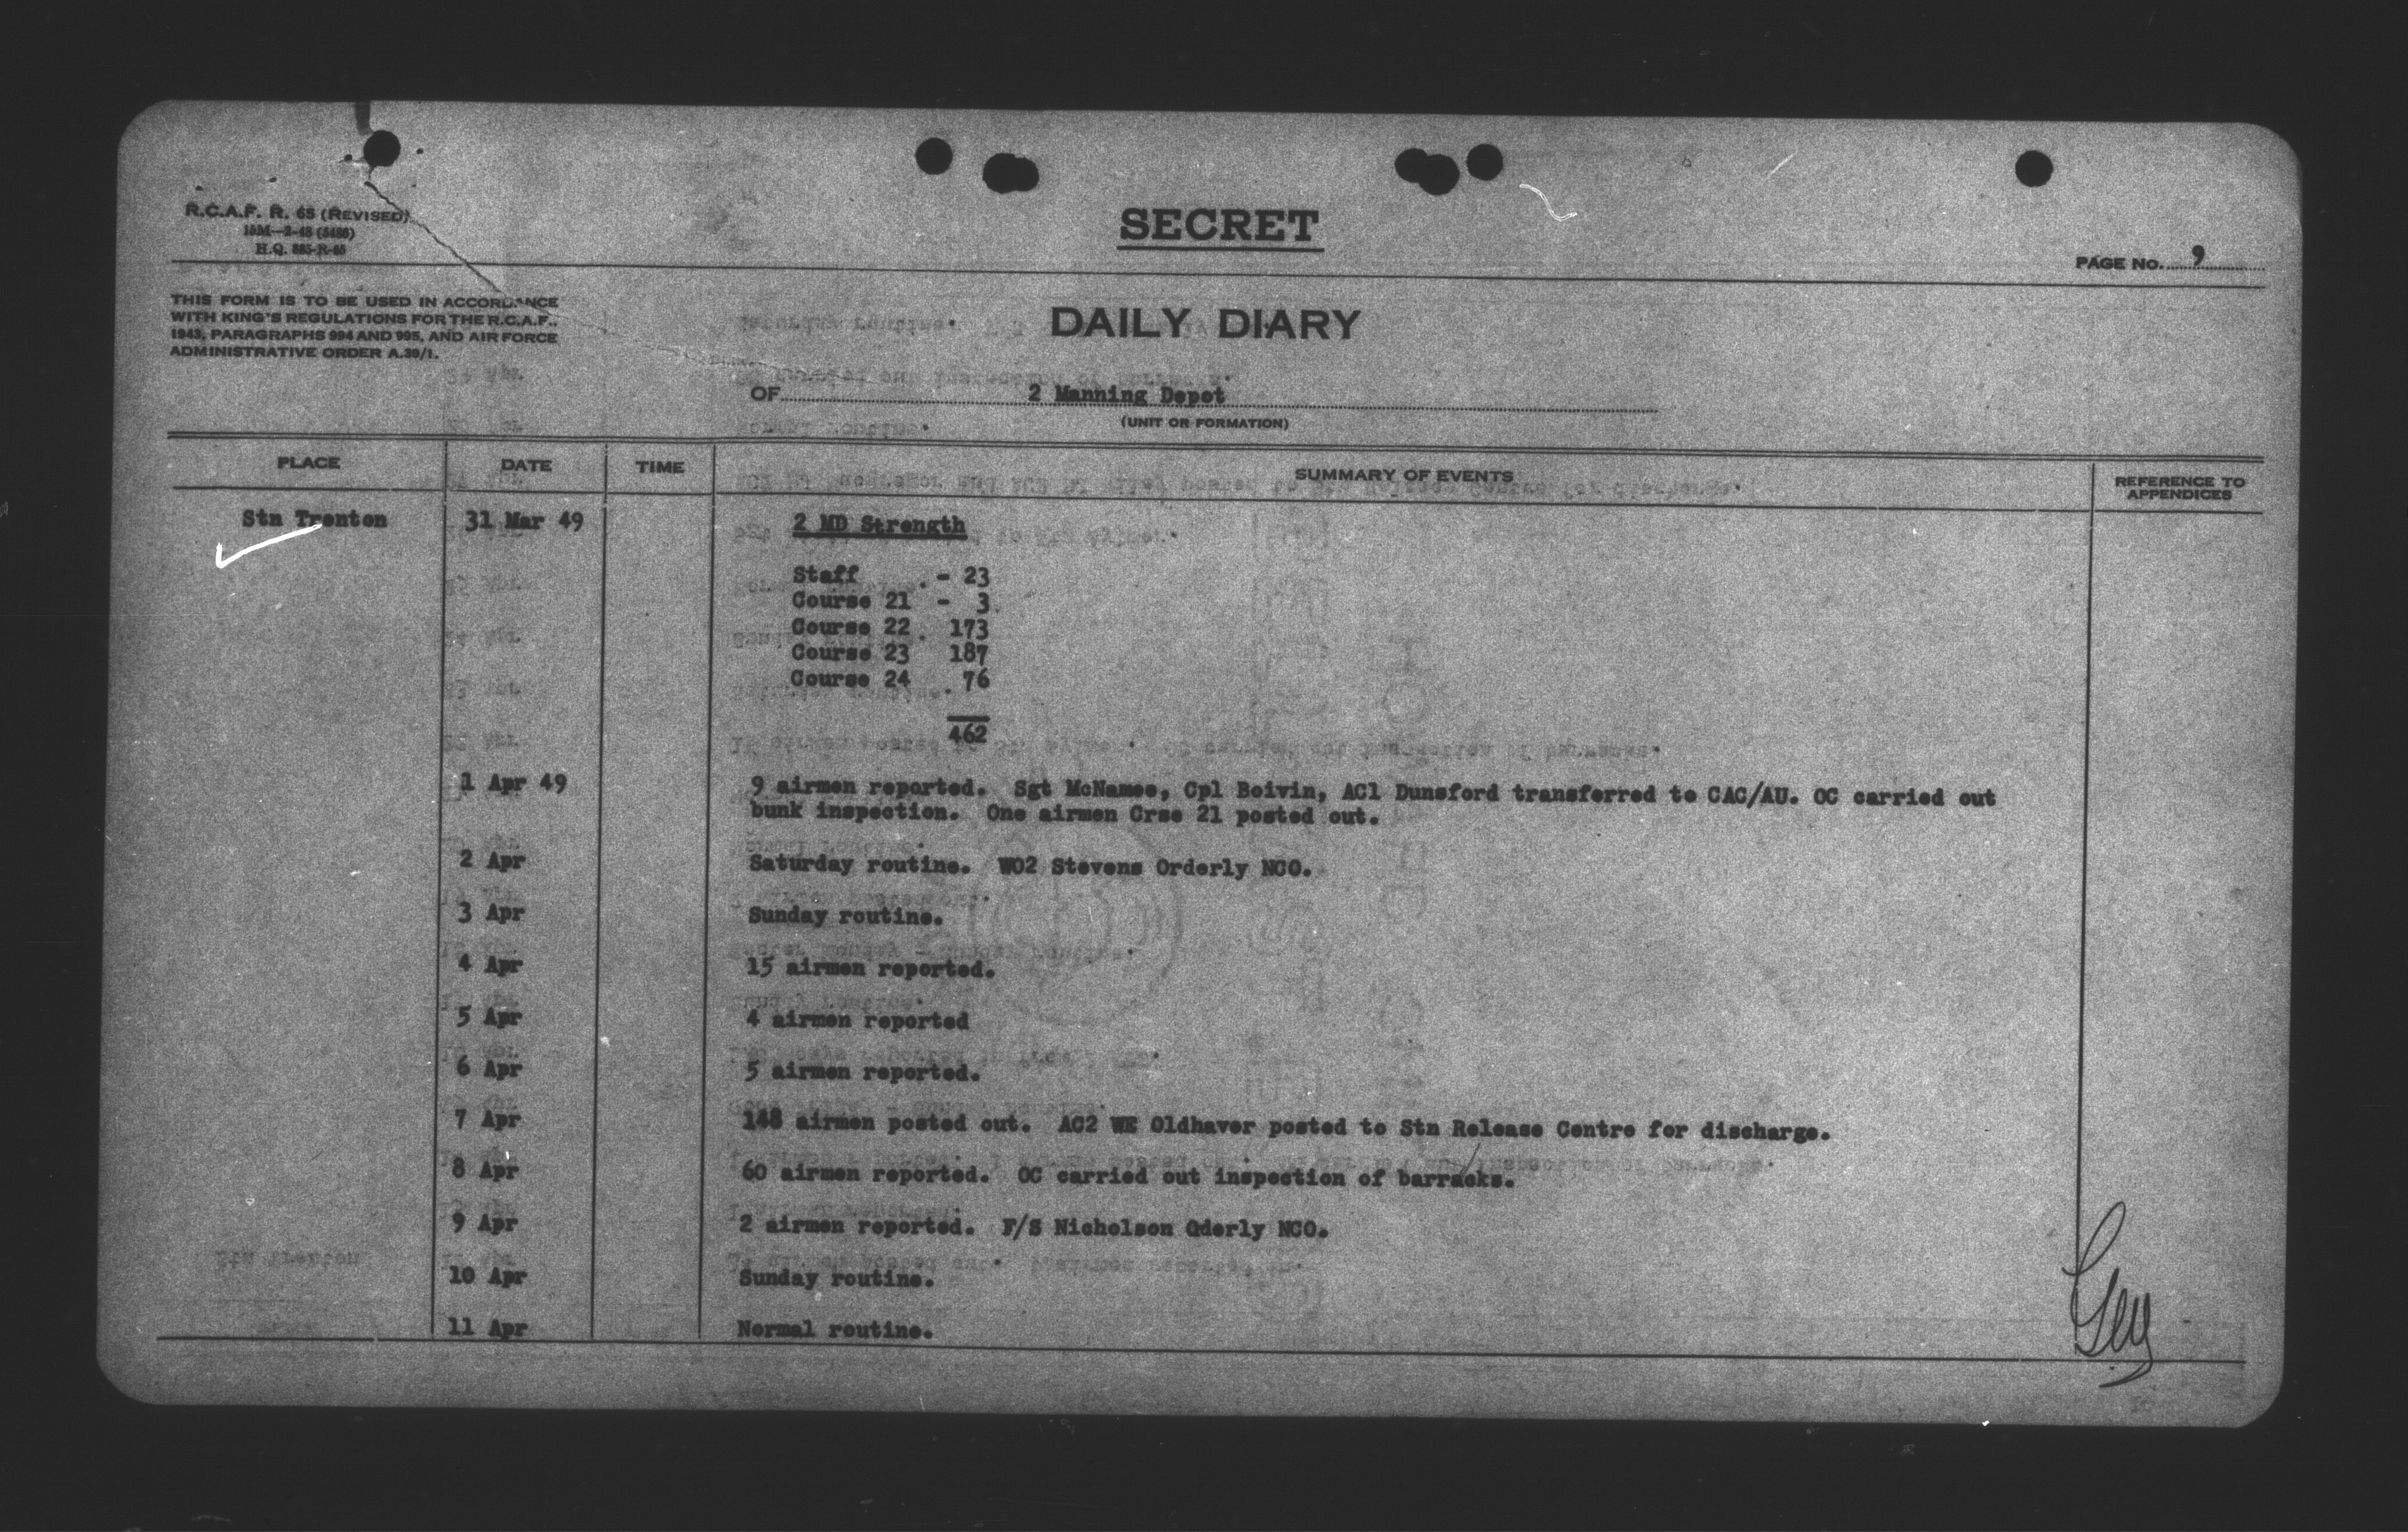 R.C.A.F. R. 65 (REVISED)
15M—2-48 (5486)
H.Q. 885-R-65
SECRET
PAGE NO. 9
THIS FORM IS TO BE USED IN ACCORDANCE
WITH KING'S REGULATIONS FOR THE R.C.A.F.,
1943, PARAGRAPHS 994 AND 995, AND AIR FORCE
ADMINISTRATIVE ORDER A.39/1.
DAILY DIARY
OF 2 Manning Depot
(UNIT OR FORMATION)
PLACE DATE TIME SUMMARY OF EVENTS REFERENCE TO APPENDICES
Stn Trenton 31 Mar 49 2 MD Strength
Staff - 23
Course 21 - 3
Course 22 173
Course 23 187
Course 24 76
462
1 Apr 49 9 airmen reported. Sgt McNamee, Cpl Boivin, AC1 Dunsford transferred to CAC/AU. OC carried out
bunk inspection. One airmen Crse 21 posted out.
2 Apr Saturday routine. WO2 Stevens Orderly NCO.
3 Apr Sunday routine.
4 Apr 15 airmen reported.
5 Apr 4 airmen reported
6 Apr 5 airmen reported.
7 Apr 148 airmen posted out. AC2 WE Oldhaver posted to Stn Release Centre for discharge.
8 Apr 60 airmen reported. OC carried out inspection of barracks.
9 Apr 2 airmen reported. F/S Nicholson Oderly NCO.
10 Apr Sunday routine.
11 Apr Normal routine.